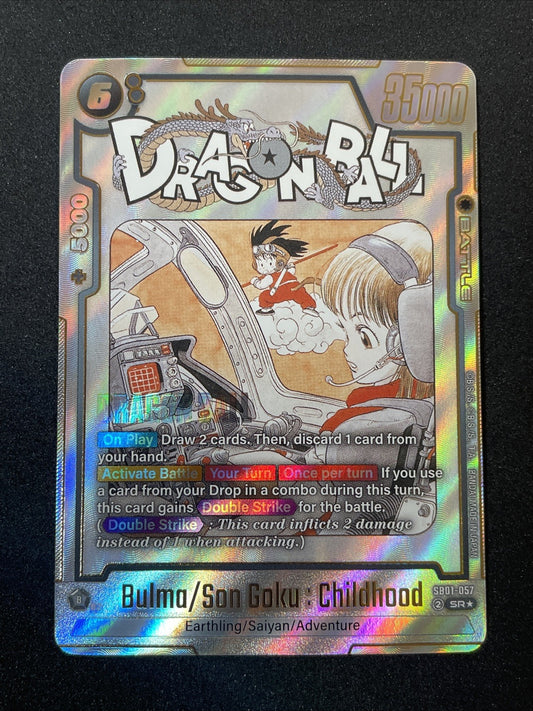 6
35000
DRAGON BALL
5000
BATTLE
On Play Draw 2 cards. Then, discard 1 card from
your hand.
Activate Battle Your Turn Once per turn If you use
a card from your Drop in a combo during this turn,
this card gains Double Strike for the battle.
( Double Strike : This card inflicts 2 damage
instead of 1 when attacking.)
Bulma/Son Goku : Childhood
SB01-057
2 SR★
Earthling/Saiyan/Adventure